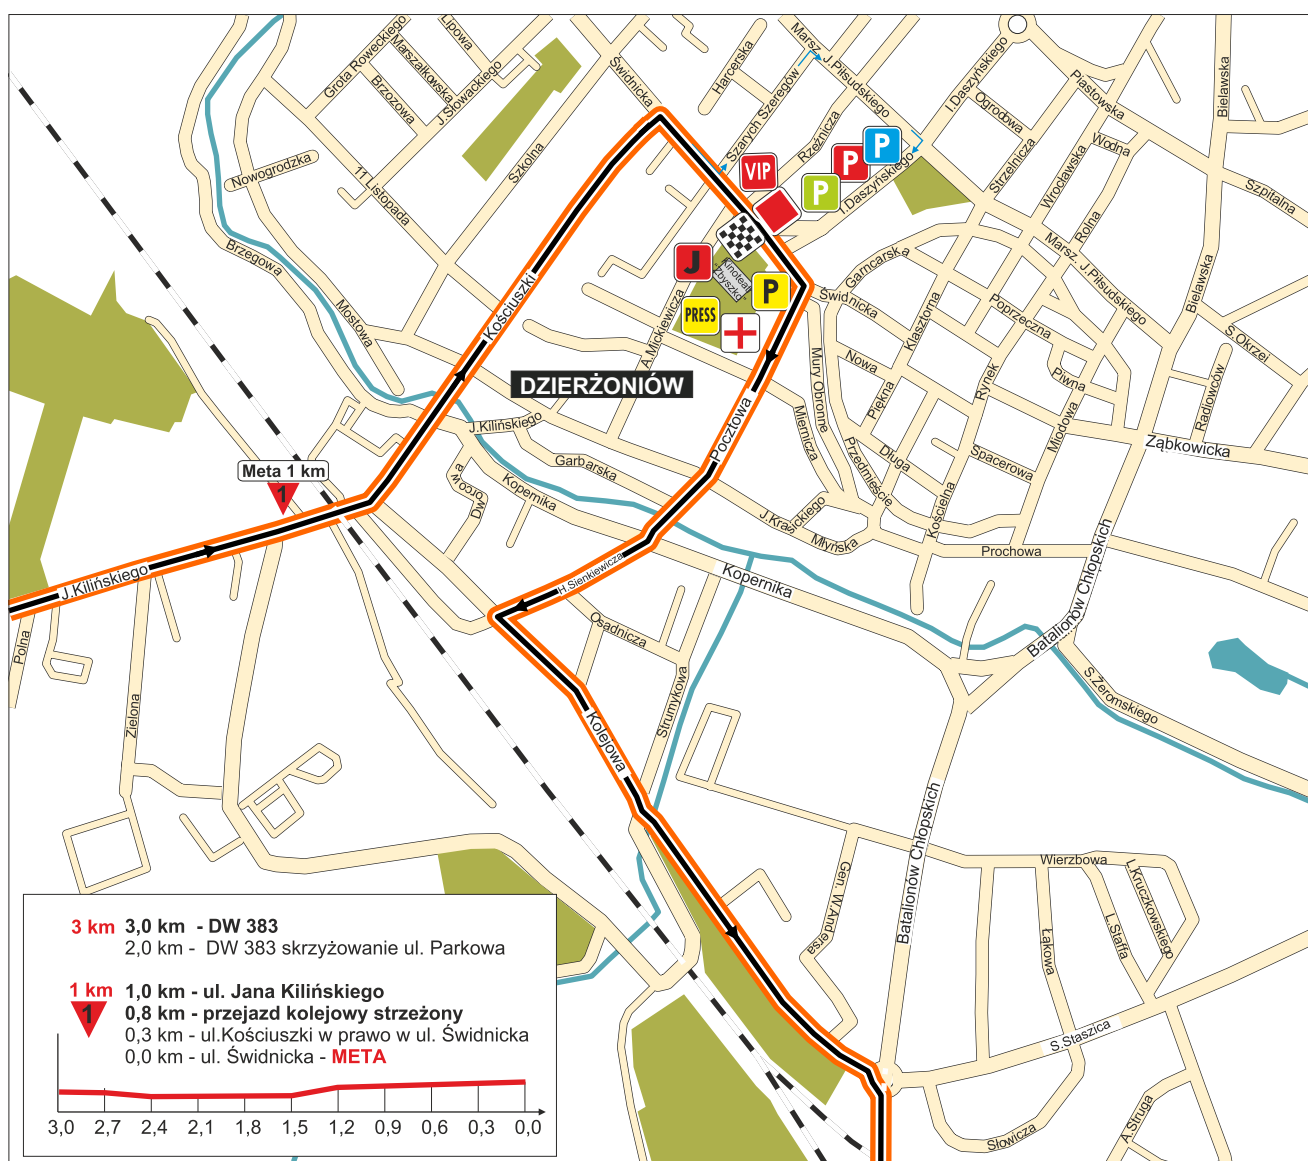 Grota Roweckiego
Marszałkowska
Lipowa
Brzozowa
J.Słowackiego
Świdnicka
Harcerska
Marsz. J.Piłsudskiego
Szarych Szeregów
Rzeźnicza
I.Daszyńskiego
Piastowska
Bielawska
Ogrodowa
Wodna
Strzelnicza
Wrocławska
Szpitalna
Nowogrodzka
11 Listopada
Szkolna
VIP
P
P
P
I.Daszyńskiego
Rolna
Marsz. J.Piłsudskiego
Brzegowa
Mostowa
Kościuszki
J
Kinoteatr
Zbyszko
P
PRESS
A.Mickiewicza
Garncarska
Świdnicka
Klasztorna
Poprzeczna
Bielawska
Ś.Okrzei
Nowa
Rynek
Piwna
Radiowców
DZIERŻONIÓW
Mury Obronne
Piękna
Miodowa
Miernicza
Pocztowa
J.Kilińskiego
Ząbkowicka
Garbarska
Przedmieście
Długa
Spacerowa
Meta 1 km
1
Dworcowa
Kopernika
J.Krasickiego
Kościelna
Młyńska
Prochowa
J.Kilińskiego
H.Sienkiewicza
Kopernika
Batalionów Chłopskich
Polna
Osadnicza
Zielona
Strumykowa
Kolejowa
S.Żeromskiego
Batalionów Chłopskich
Gen. W.Andersa
Wierzbowa
L.Kruczkowskiego
L.Staffa
Łąkowa
S.Staszica
Słowicza
A.Struga
3 km 3,0 km - DW 383
2,0 km - DW 383 skrzyżowanie ul. Parkowa
1 km 1,0 km - ul. Jana Kilińskiego
1 0,8 km - przejazd kolejowy strzeżony
0,3 km - ul.Kościuszki w prawo w ul. Świdnicka
0,0 km - ul. Świdnicka - META
3,0 2,7 2,4 2,1 1,8 1,5 1,2 0,9 0,6 0,3 0,0